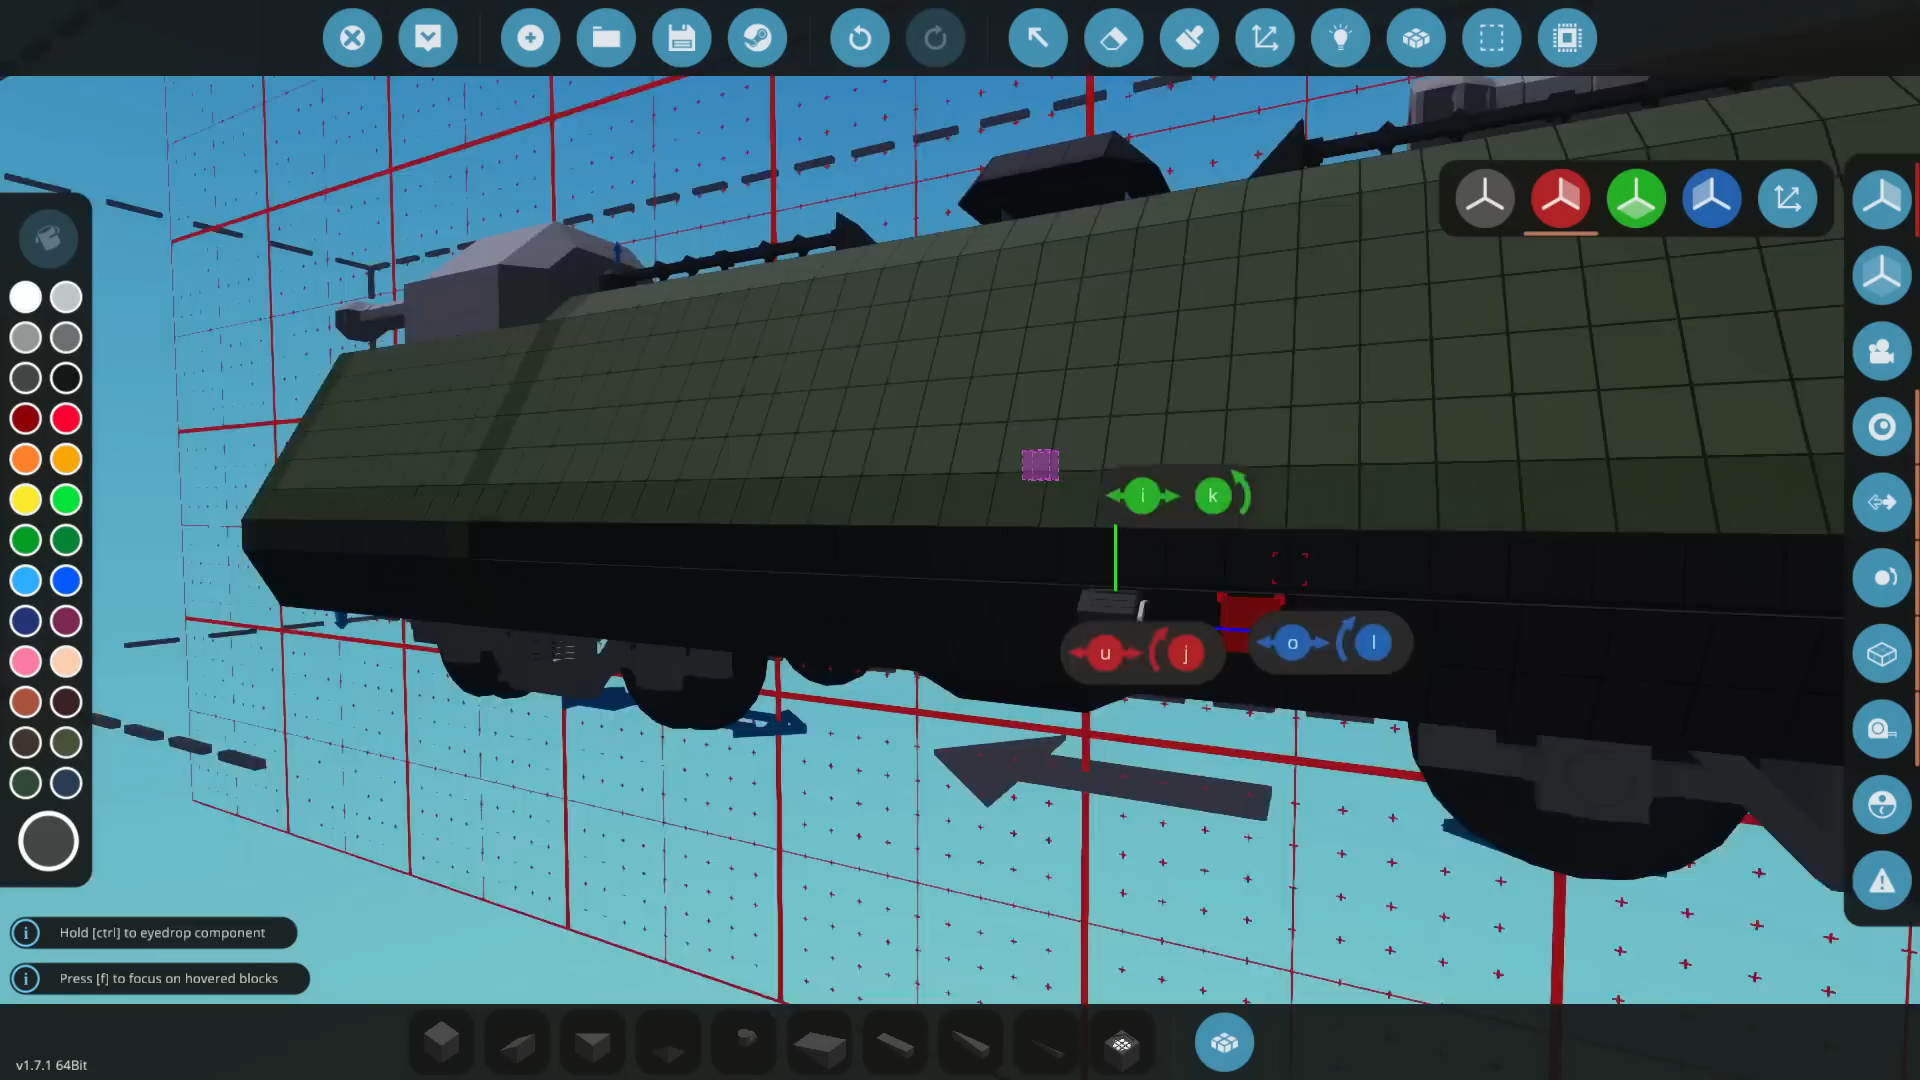 i k
u j
o l
Hold [ctrl] to eyedrop component
Press [f] to focus on hovered blocks
v1.7.1 64Bit